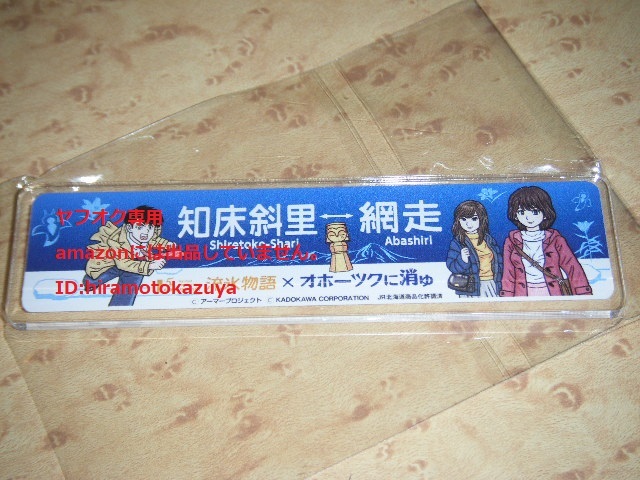 ヤフオク専用
知床斜里↔網走
Shiretoko-Shari Abashiri
amazonには出品していません。
流氷物語×オホーツクに消ゆ
ID:hiramotokazuya
© アーマープロジェクト © KADOKAWA CORPORATION JR北海道商品化許諾済